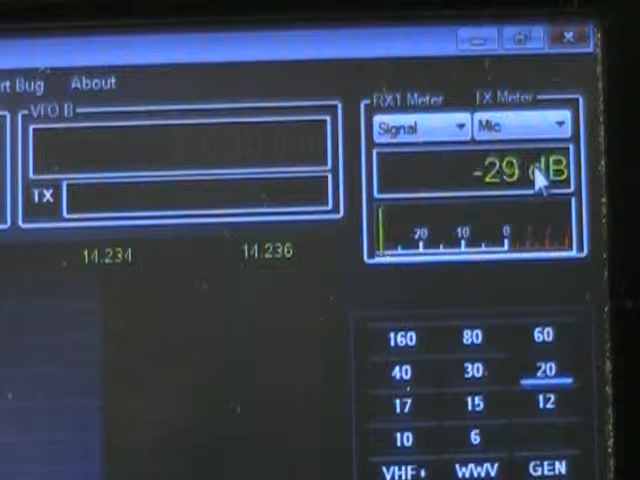 rt Bug About
VFO B
RX1 Meter TX Meter
Signal Mic
-29 dB
TX
-20 10 0
14.234 14.236
160 80 60
40 30 20
17 15 12
10 6
VHF+ WWV GEN